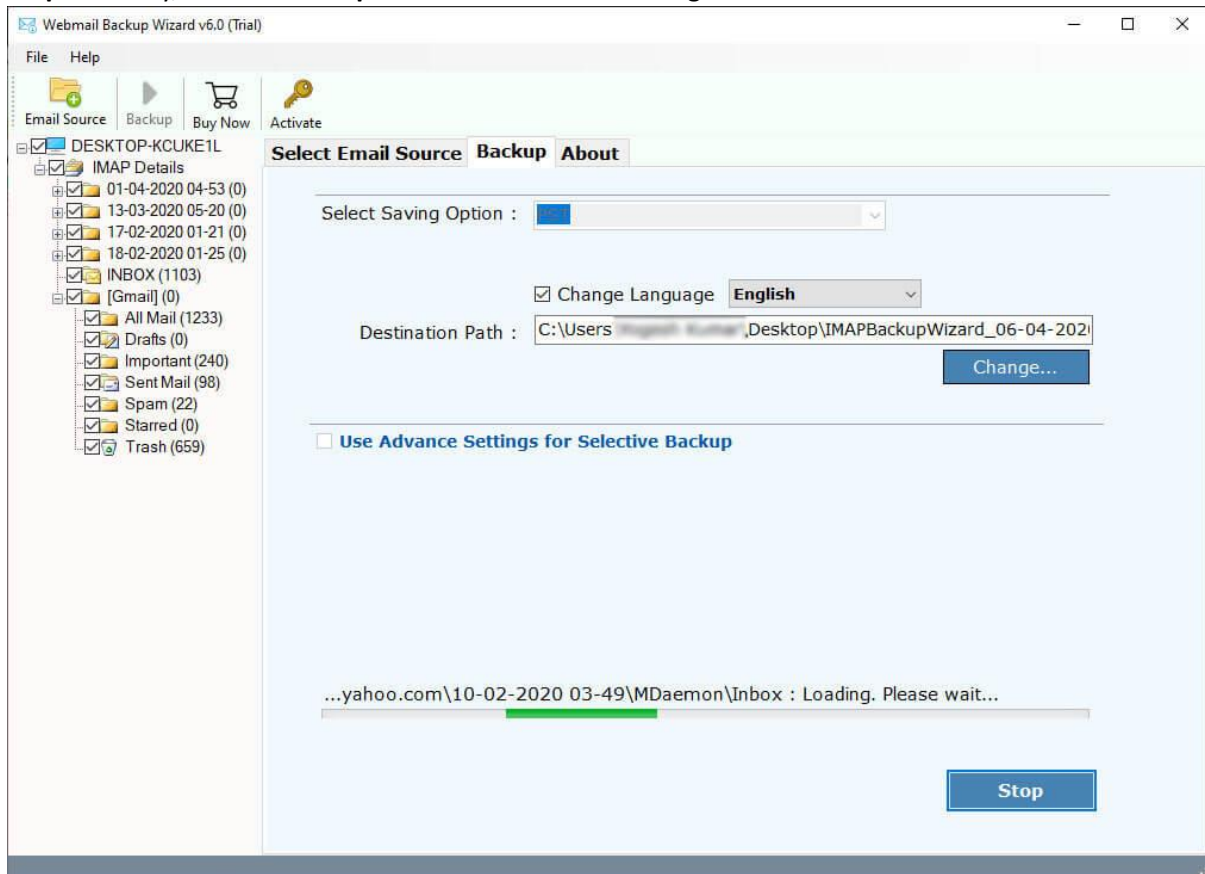 Webmail Backup Wizard v6.0 (Trial)
File Help
Email Source Backup Buy Now Activate
DESKTOP-KCUKE1L
IMAP Details
01-04-2020 04-53 (0)
13-03-2020 05-20 (0)
17-02-2020 01-21 (0)
18-02-2020 01-25 (0)
INBOX (1103)
[Gmail] (0)
All Mail (1233)
Drafts (0)
Important (240)
Sent Mail (98)
Spam (22)
Starred (0)
Trash (659)
Select Email Source Backup About
Select Saving Option : PST
Change Language English
Destination Path : C:\Users ,Desktop\IMAPBackupWizard_06-04-202
Change...
Use Advance Settings for Selective Backup
...yahoo.com\10-02-2020 03-49\MDaemon\Inbox : Loading. Please wait...
Stop